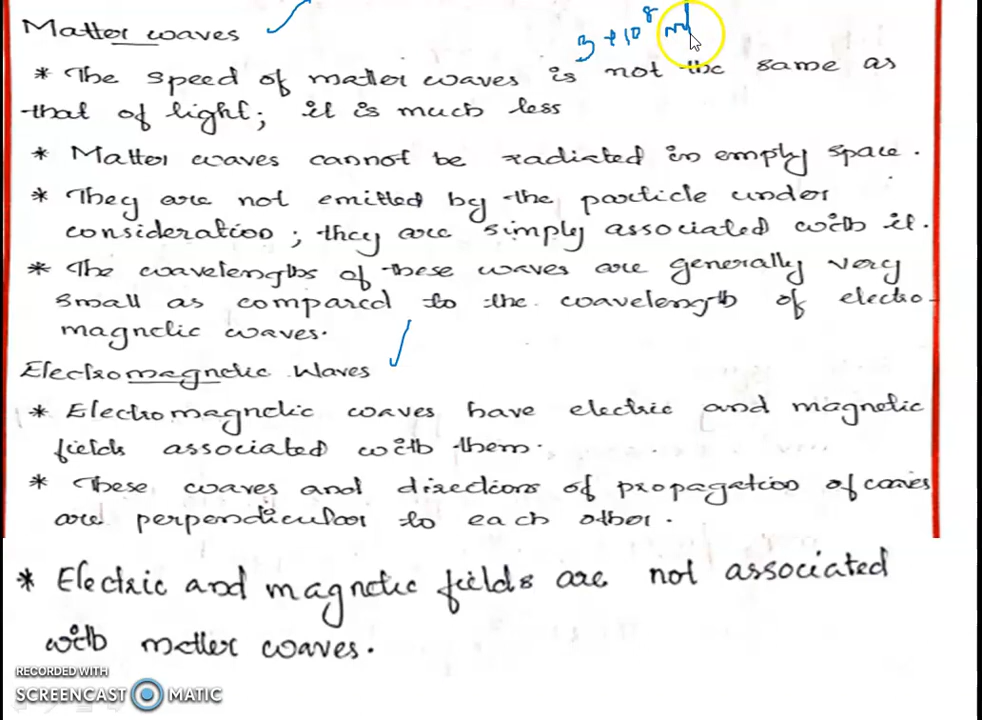 3 * 10^8 m/
Matter waves
* The speed of matter waves is not the same as
that of light; it is much less
* Matter waves cannot be radiated in empty space.
* They are not emitted by the particle under
consideration; they are simply associated with it.
* The wavelengths of these waves are generally very
small as compared to the wavelength of electro-
magnetic waves.
Electromagnetic Waves
* Electromagnetic waves have electric and magnetic
fields associated with them.
* These waves and directions of propagation of waves
are perpendicular to each other.
* Electric and magnetic fields are not associated
with matter waves.
RECORDED WITH
SCREENCAST MATIC